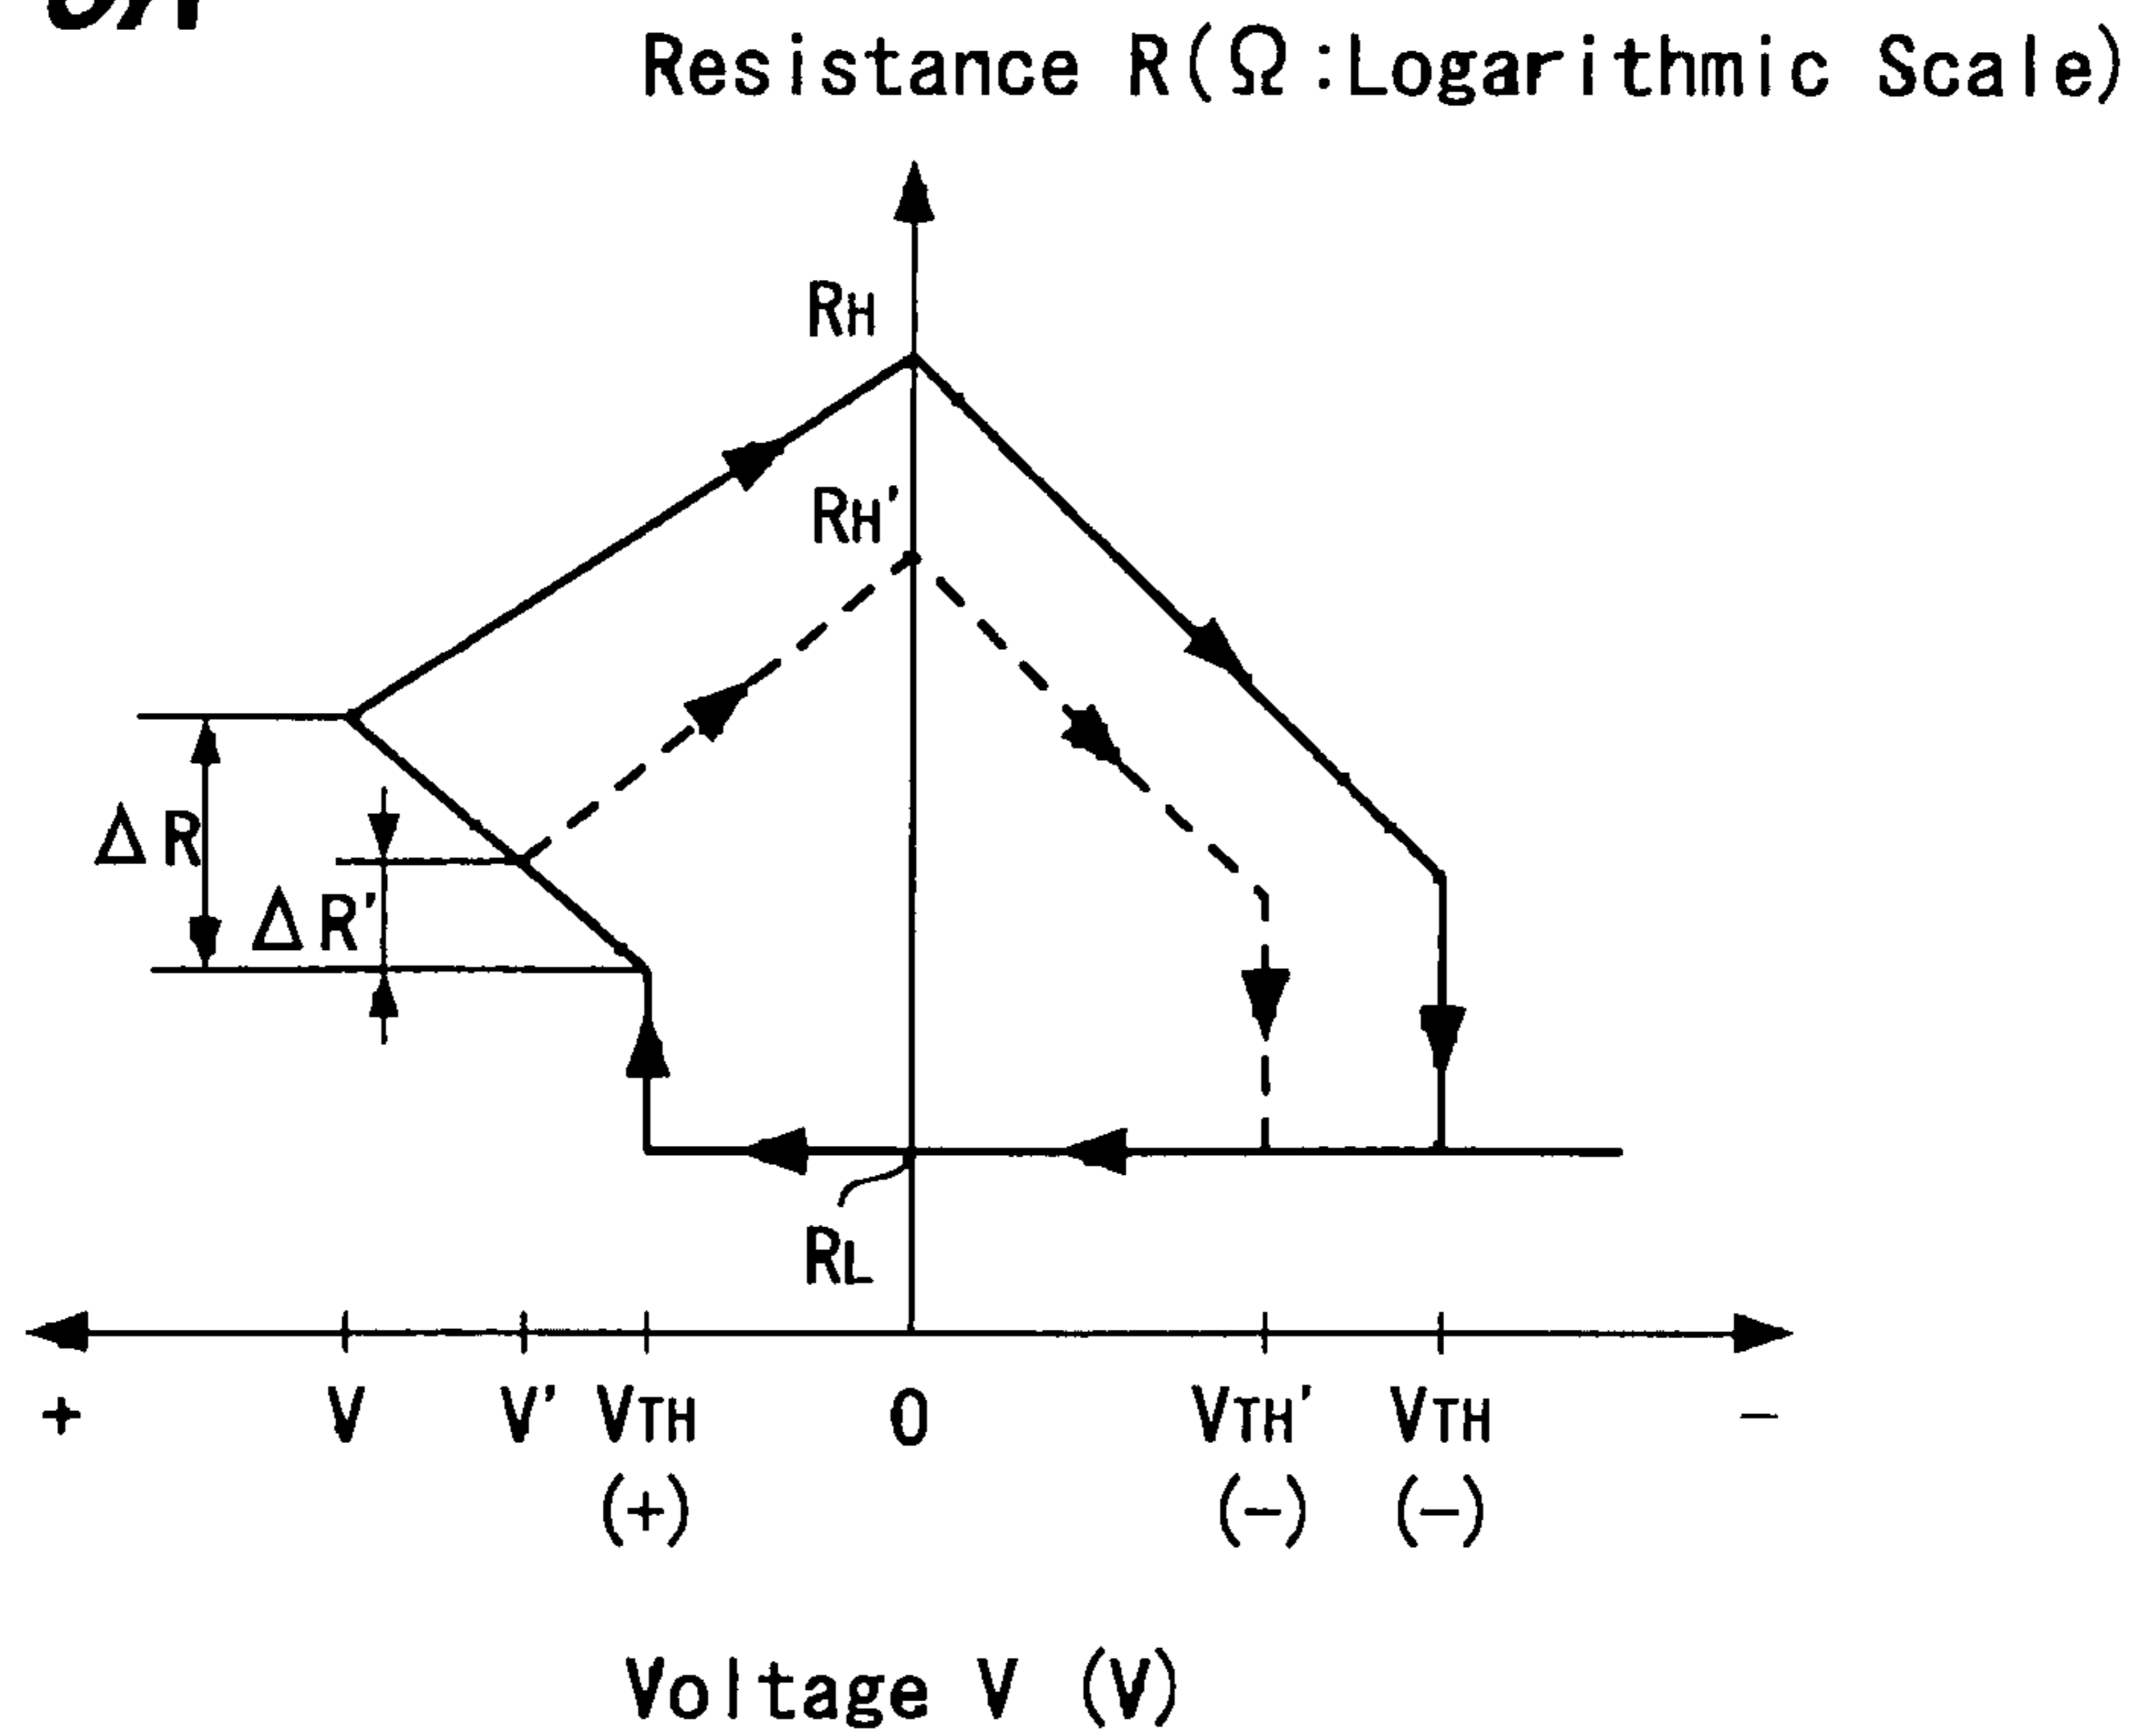 Resistance R(Ω:Logarithmic Scale)
RH
RH'
ΔR
ΔR'
RL
+ V V' VTH 0 VTH' VTH −
(+) (−) (−)
Voltage V (V)